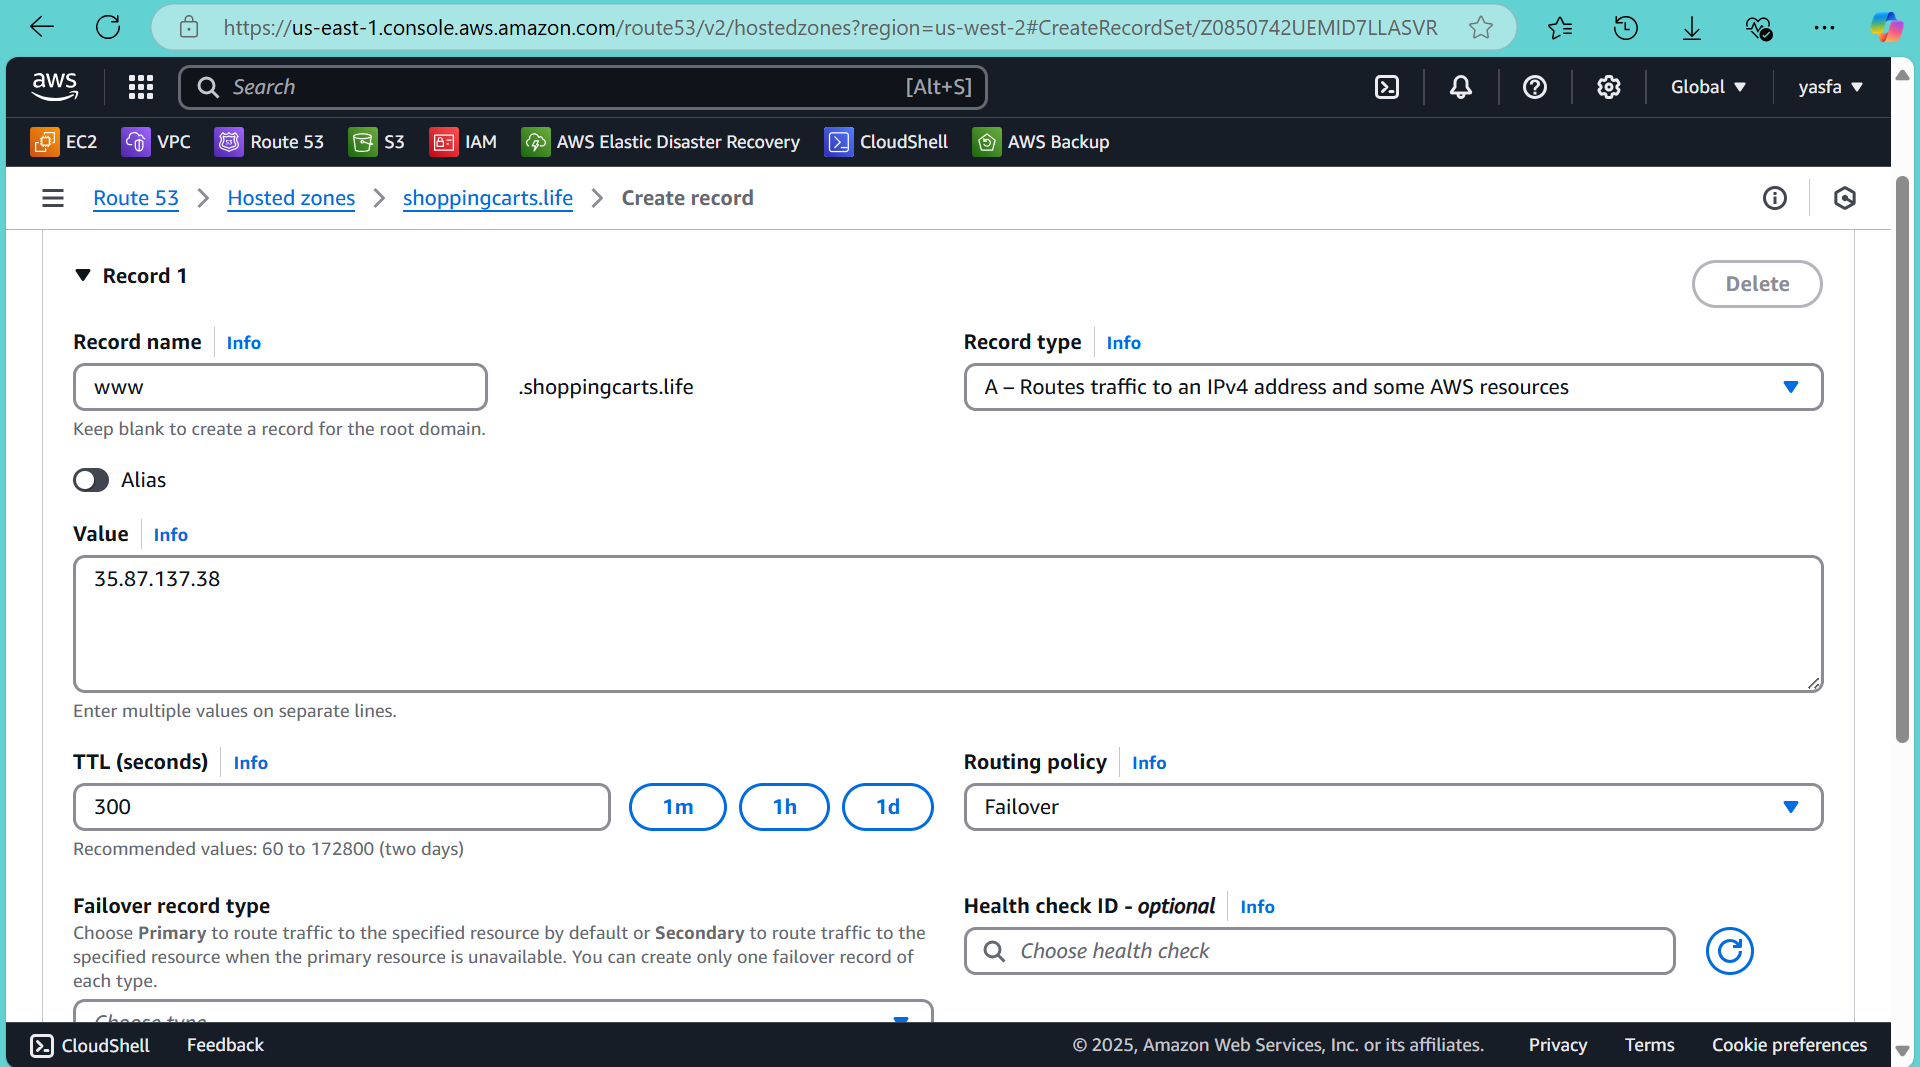 https://us-east-1.console.aws.amazon.com/route53/v2/hostedzones?region=us-west-2#CreateRecordSet/Z0850742UEMID7LLASVR
aws
Search [Alt+S]
Global yasfa
EC2 VPC Route 53 S3 IAM AWS Elastic Disaster Recovery CloudShell AWS Backup
Route 53 > Hosted zones > shoppingcarts.life > Create record
Record 1
Delete
Record name Info
Record type Info
www .shoppingcarts.life
A – Routes traffic to an IPv4 address and some AWS resources
Keep blank to create a record for the root domain.
Alias
Value Info
35.87.137.38
Enter multiple values on separate lines.
TTL (seconds) Info
Routing policy Info
300 1m 1h 1d
Failover
Recommended values: 60 to 172800 (two days)
Failover record type
Health check ID - optional Info
Choose Primary to route traffic to the specified resource by default or Secondary to route traffic to the
specified resource when the primary resource is unavailable. You can create only one failover record of
each type.
Choose health check
Choose type
CloudShell Feedback © 2025, Amazon Web Services, Inc. or its affiliates. Privacy Terms Cookie preferences